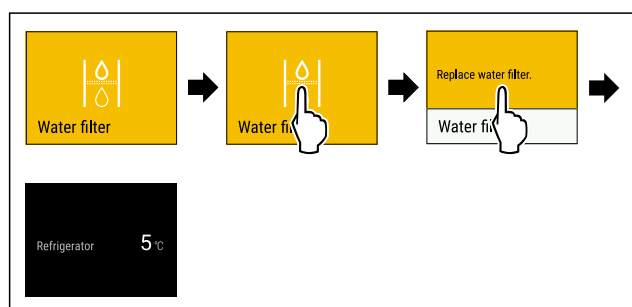 Water filter
Water fi
Replace water filter.
Water fi
Refrigerator 5 °C